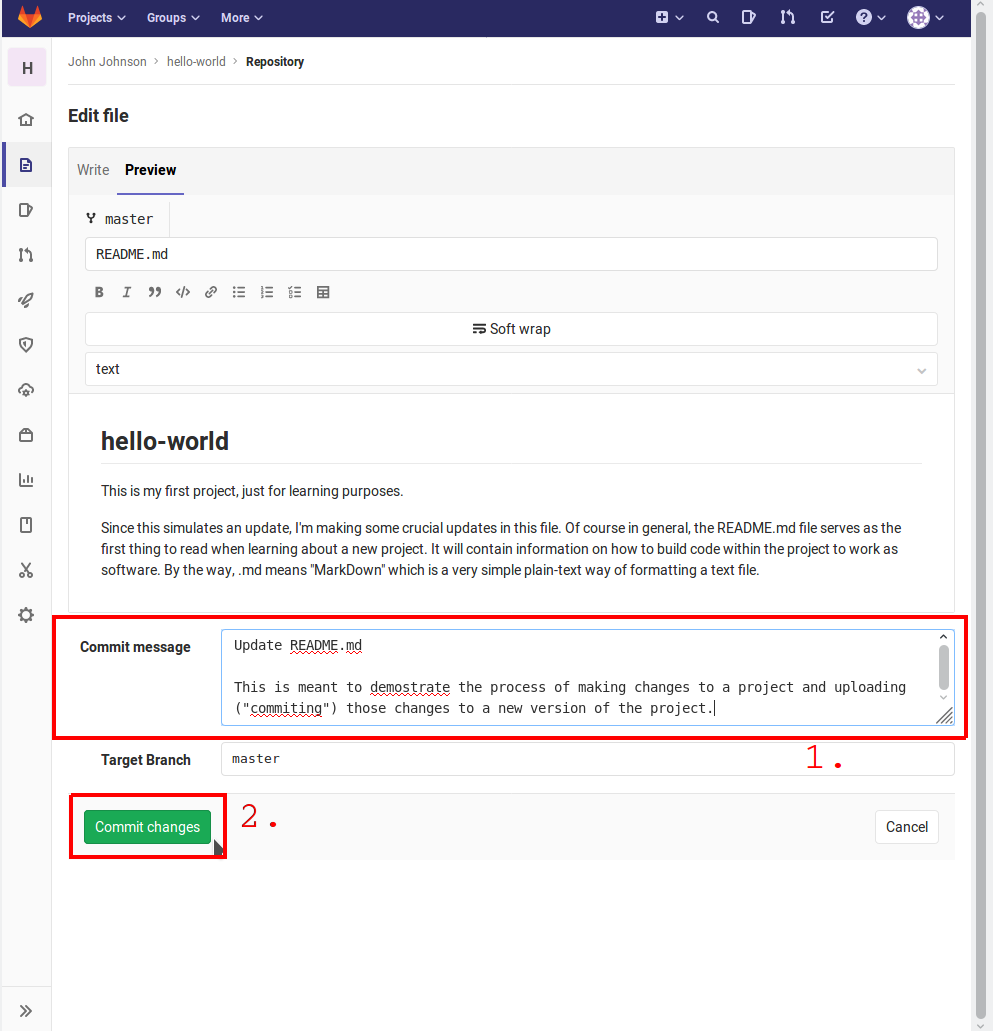 Projects Groups More
H
John Johnson › hello-world › Repository
Edit file
Write Preview
master
README.md
B I
Soft wrap
text
hello-world
This is my first project, just for learning purposes.
Since this simulates an update, I'm making some crucial updates in this file. Of course in general, the README.md file serves as the
first thing to read when learning about a new project. It will contain information on how to build code within the project to work as
software. By the way, .md means "MarkDown" which is a very simple plain-text way of formatting a text file.
Commit message
Update README.md
This is meant to demostrate the process of making changes to a project and uploading
("commiting") those changes to a new version of the project.
Target Branch
master
1.
Commit changes
2.
Cancel